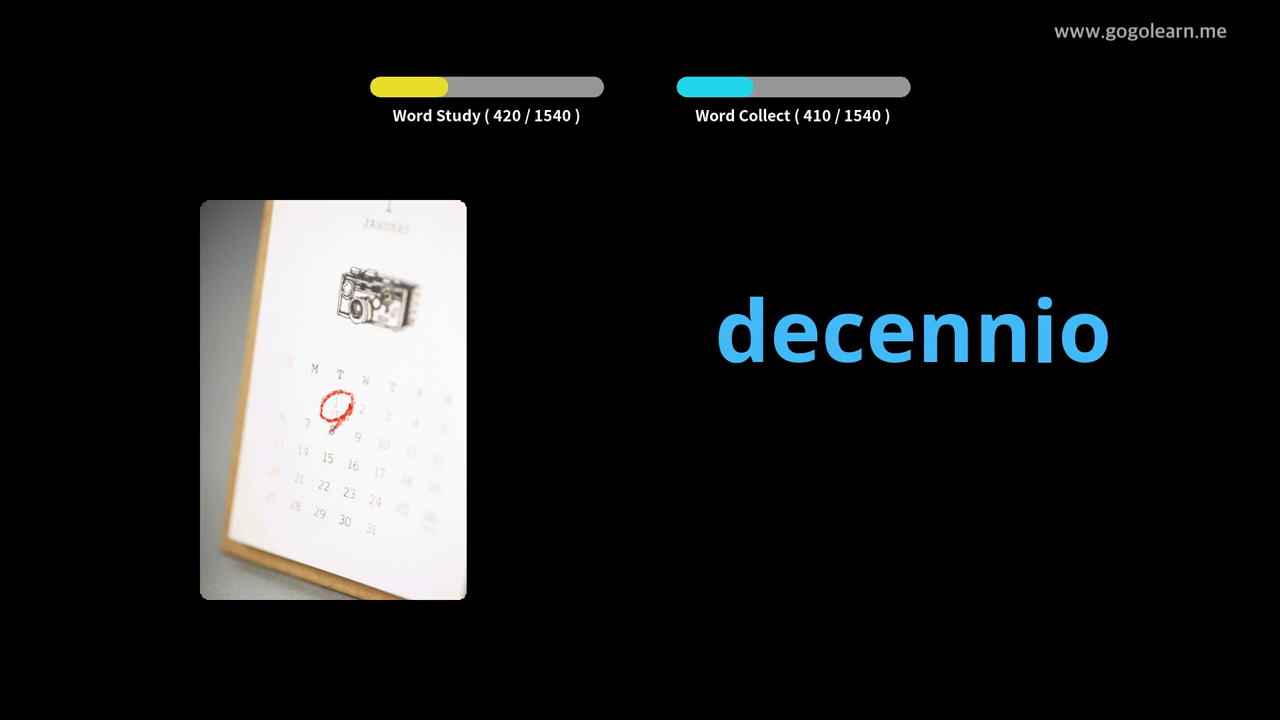 www.gogolearn.me
Word Study ( 420 / 1540 )
Word Collect ( 410 / 1540 )
JANUARY
S M T W T F S
1 2 3 4 5
6 7 8 9 10 11
13 14 15 16 17 18
20 21 22 23 24 25 26
27 28 29 30 31
decennio